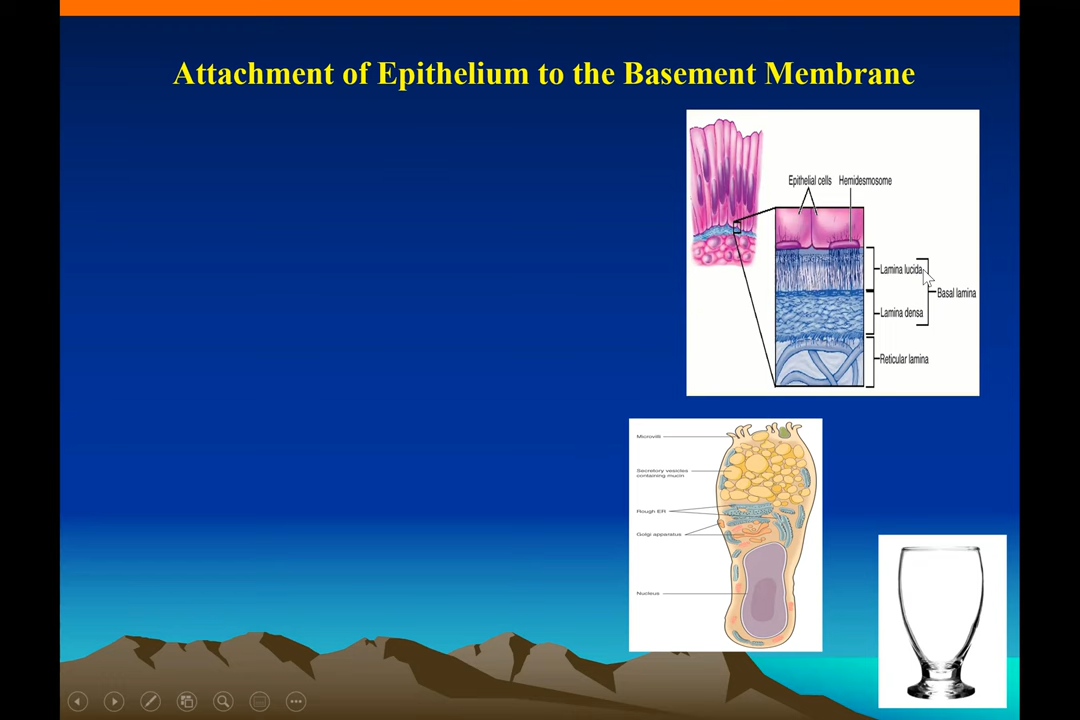 Attachment of Epithelium to the Basement Membrane
Epithelial cells Hemidesmosome
Lamina lucida
Basal lamina
Lamina densa
Reticular lamina
Microvilli
Secretory vesicles
containing mucin
Rough ER
Golgi apparatus
Nucleus